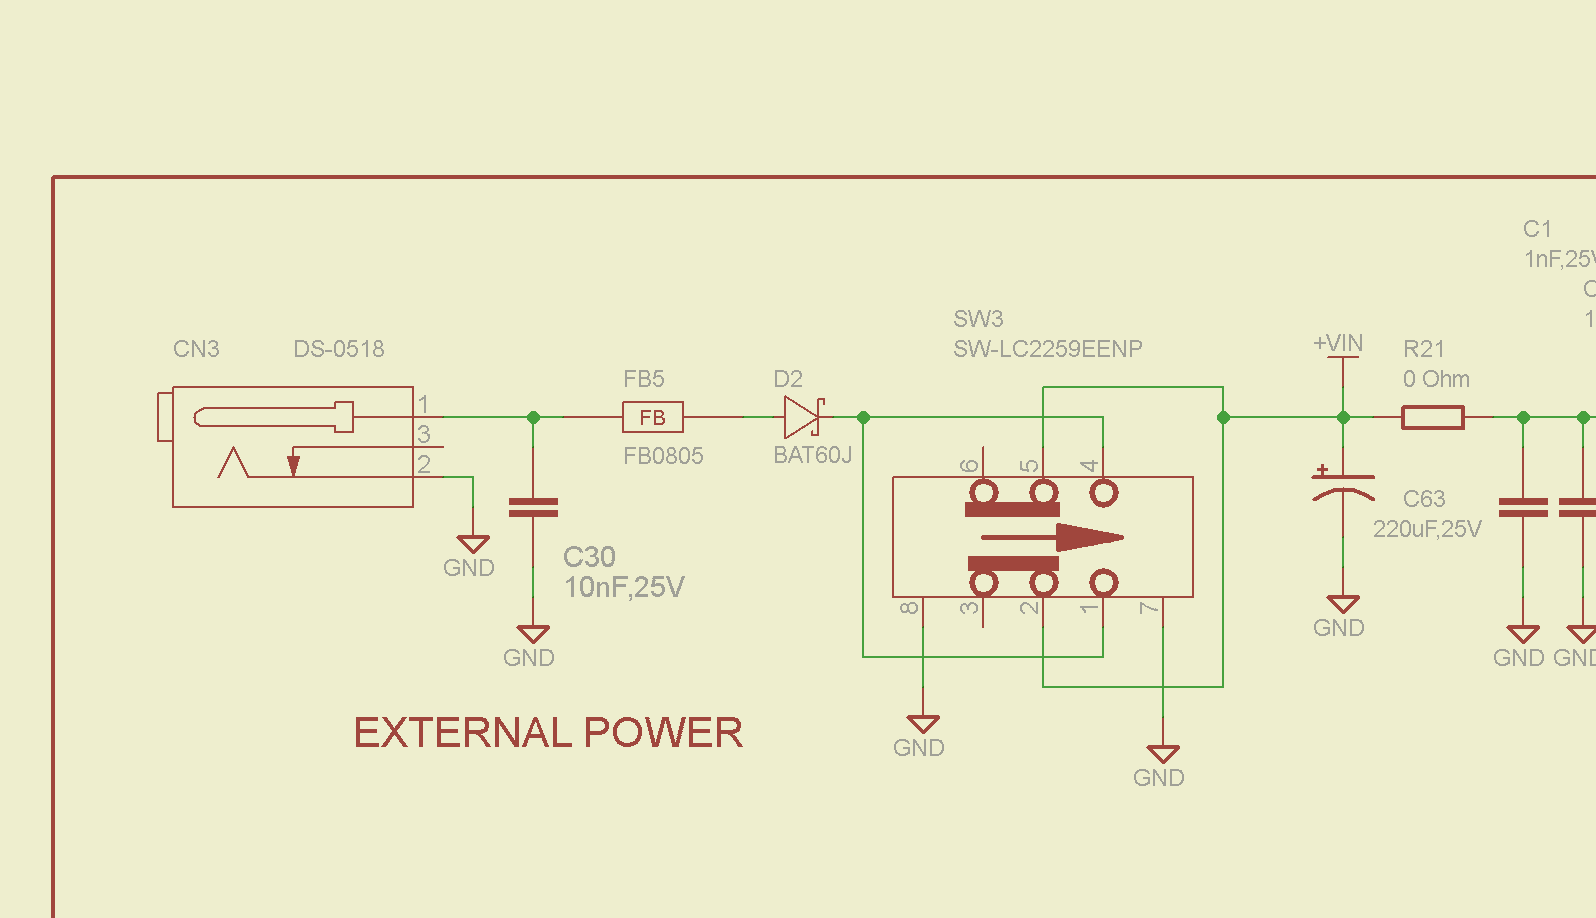 C1
1nF,25V
C
1
SW3
SW-LC2259EENP
+VIN
R21
0 Ohm
CN3
DS-0518
FB5
D2
1
3
2
FB
FB0805
BAT60J
6
5
4
+
C63
220uF,25V
GND
C30
10nF,25V
GND
8
3
2
1
7
GND
GND
GND
EXTERNAL POWER
GND
GND